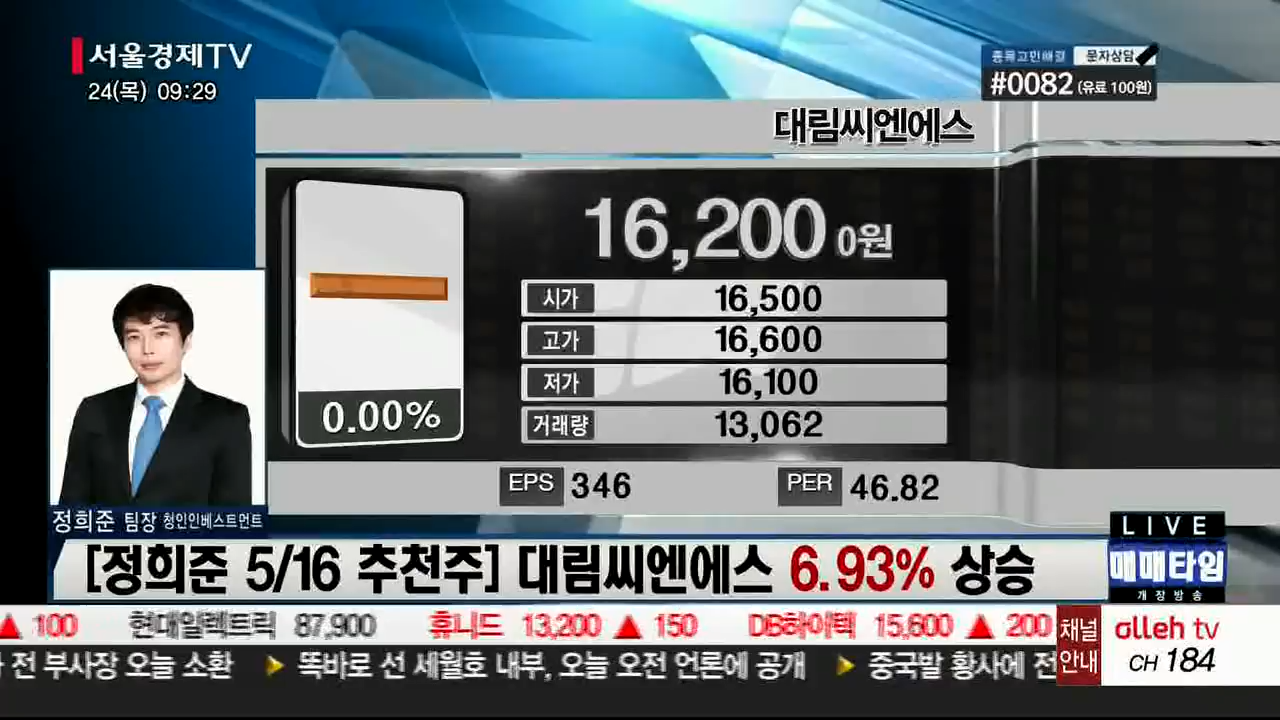 서울경제TV
24(목) 09:29
종목고민해결 문자상담
#0082 (유료 100원)
대림씨엔에스
16,200 0원
0.00%
시가 16,500
고가 16,600
저가 16,100
거래량 13,062
EPS 346 PER 46.82
정희준 팀장 청인인베스트먼트
[정희준 5/16 추천주] 대림씨엔에스 6.93% 상승
LIVE
매매타임
개장방송
▲ 100 현대일렉트릭 87,900 휴니드 13,200 ▲ 150 DB하이텍 15,600 ▲ 200
채널안내
olleh tv
CH 184
전 부사장 오늘 소환 ▶ 똑바로 선 세월호 내부, 오늘 오전 언론에 공개 ▶ 중국발 황사에 전